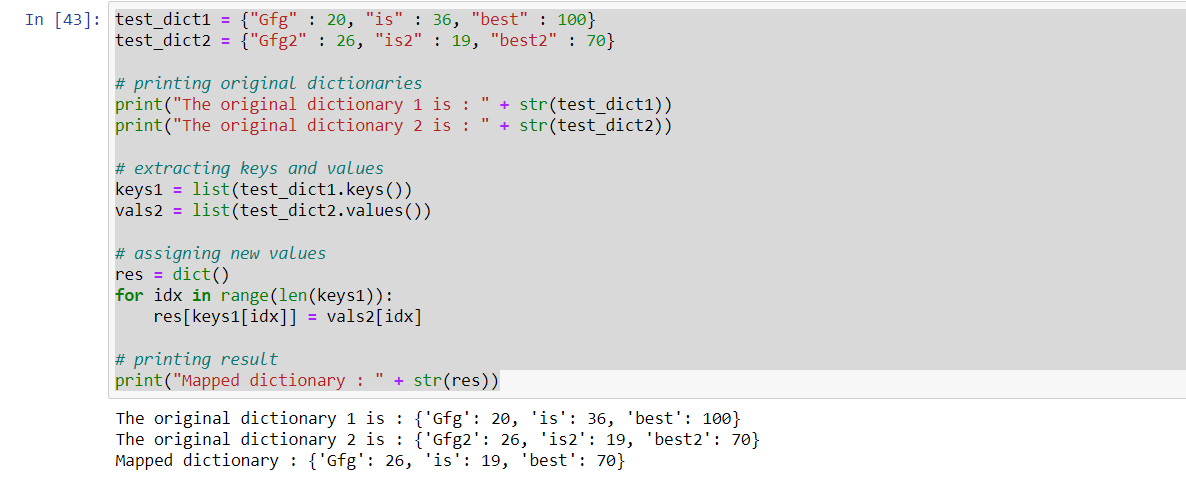 In [43]: test_dict1 = {"Gfg" : 20, "is" : 36, "best" : 100}
test_dict2 = {"Gfg2" : 26, "is2" : 19, "best2" : 70}
# printing original dictionaries
print("The original dictionary 1 is : " + str(test_dict1))
print("The original dictionary 2 is : " + str(test_dict2))
# extracting keys and values
keys1 = list(test_dict1.keys())
vals2 = list(test_dict2.values())
# assigning new values
res = dict()
for idx in range(len(keys1)):
    res[keys1[idx]] = vals2[idx]
# printing result
print("Mapped dictionary : " + str(res))
The original dictionary 1 is : {'Gfg': 20, 'is': 36, 'best': 100}
The original dictionary 2 is : {'Gfg2': 26, 'is2': 19, 'best2': 70}
Mapped dictionary : {'Gfg': 26, 'is': 19, 'best': 70}